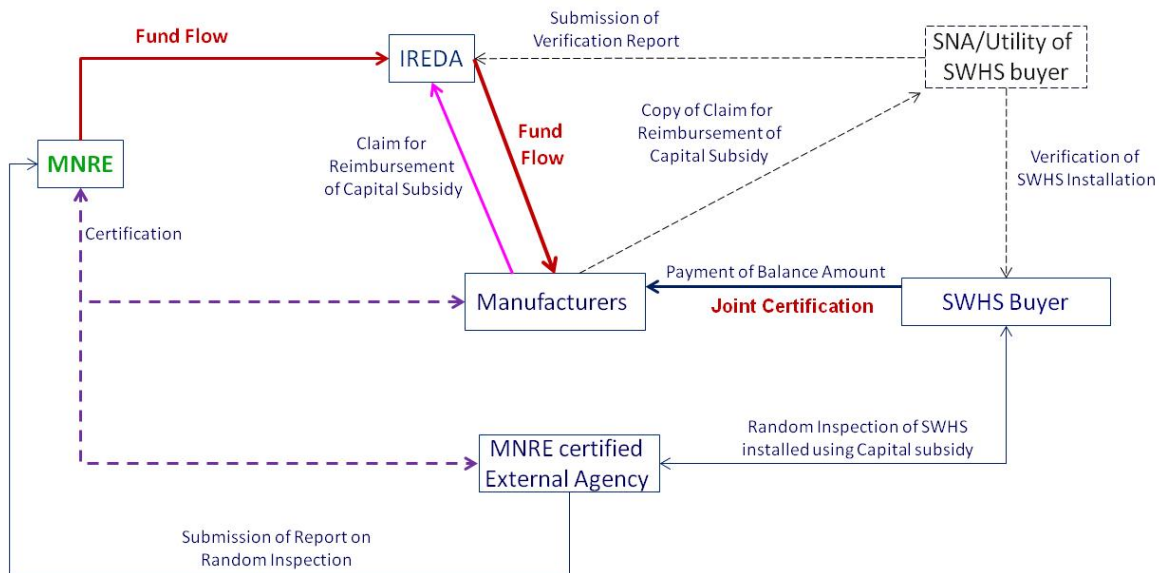 Submission of
Verification Report
Fund Flow
SNA/Utility of
SWHS buyer
IREDA
Copy of Claim for
Reimbursement of
Capital Subsidy
Fund
Flow
Claim for
Reimbursement
of Capital Subsidy
MNRE
Verification of
SWHS Installation
Certification
Payment of Balance Amount
Manufacturers
SWHS Buyer
Joint Certification
Random Inspection of SWHS
installed using Capital subsidy
MNRE certified
External Agency
Submission of Report on
Random Inspection